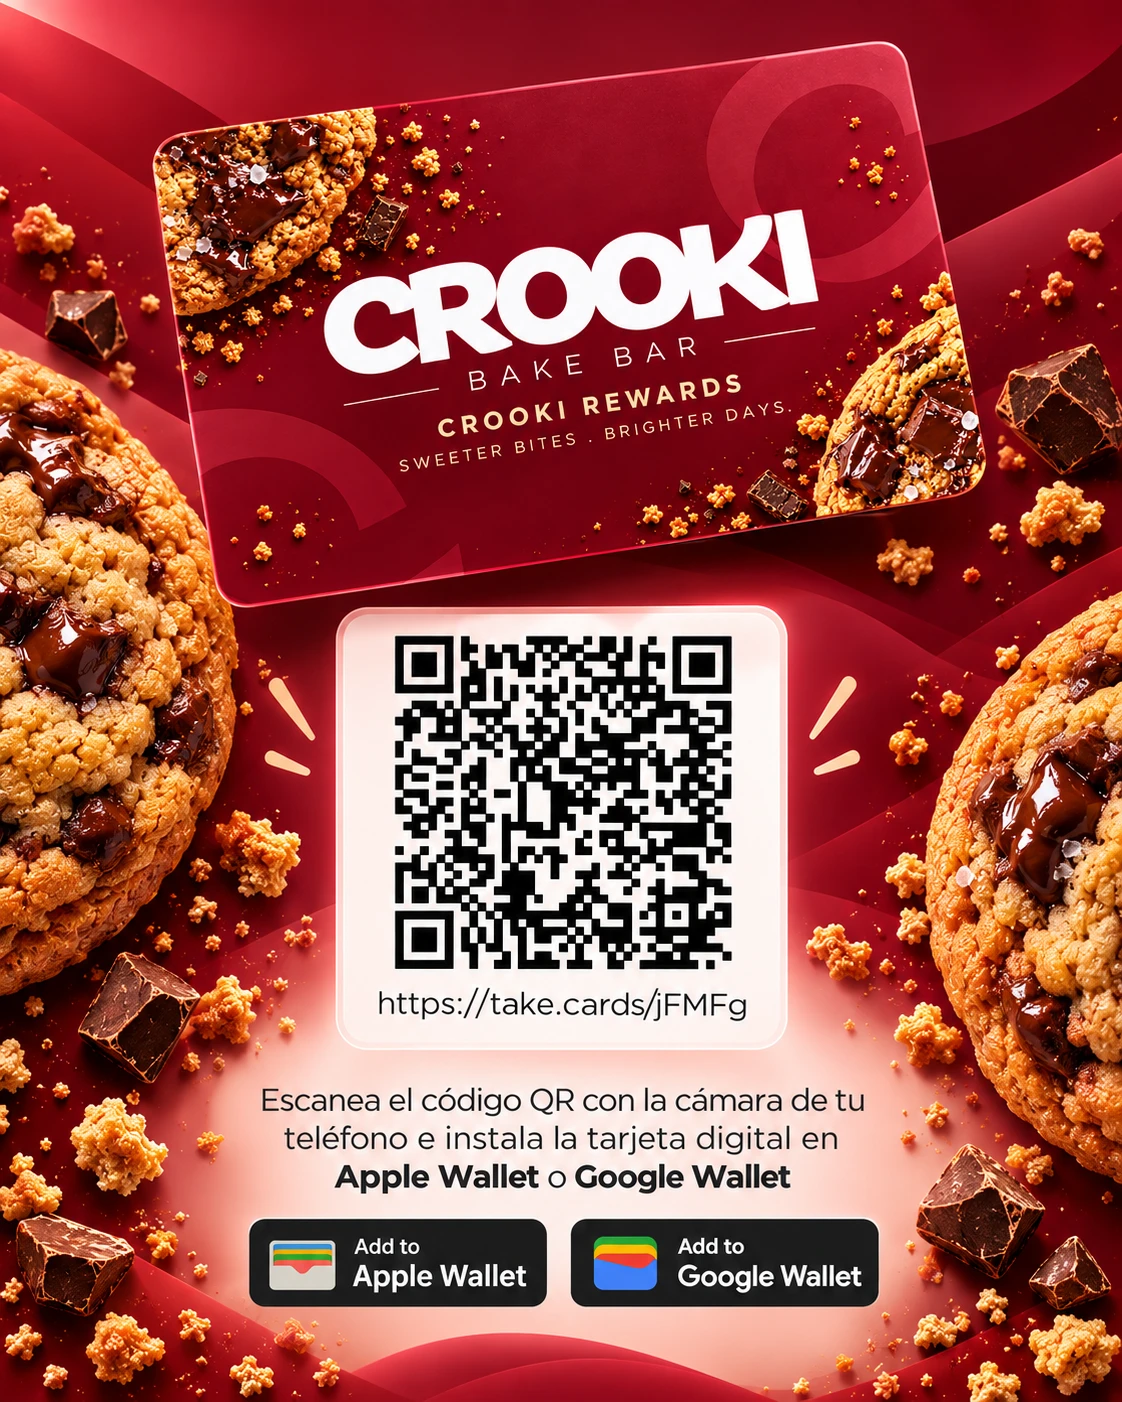 CROOKI
BAKE BAR
CROOKI REWARDS
SWEETER BITES . BRIGHTER DAYS.
https://take.cards/jFMFg
Escanea el código QR con la cámara de tu
teléfono e instala la tarjeta digital en
Apple Wallet o Google Wallet
Add to
Apple Wallet
Add to
Google Wallet